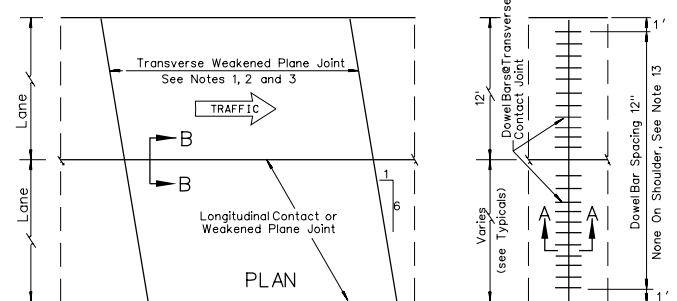 Transverse Weakened Plane Joint
See Notes 1, 2 and 3
TRAFFIC
Lane
B
B
1
6
Lane
Longitudinal Contact or
Weakened Plane Joint
PLAN
12'
Varies
(see Typicals)
Dowel Bars@Transverse
Contact Joint
A
A
Dowel Bar Spacing 12"
None On Shoulder, See Note 13
1'
1'